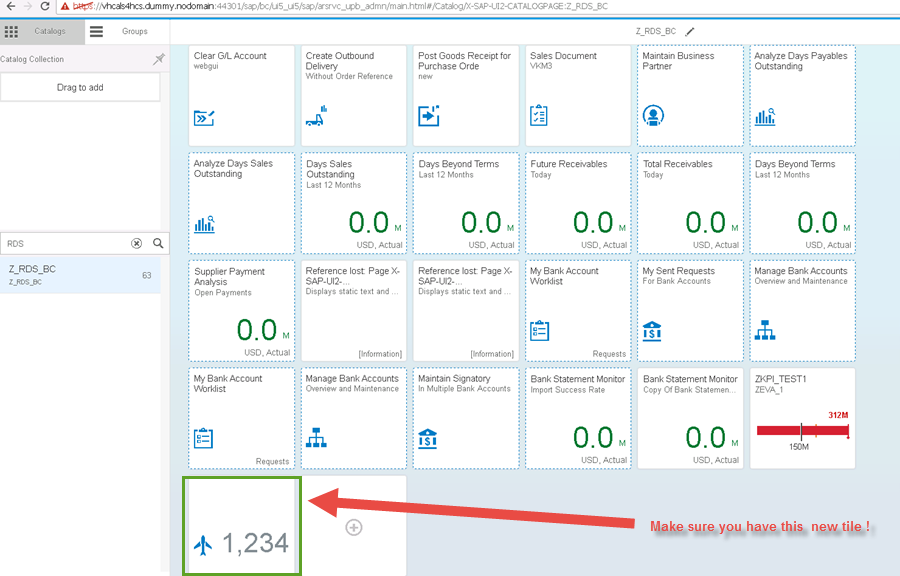 https://vhcals4hcs.dummy.nodomain:44301/sap/bc/ui5_ui5/sap/arsrvc_upb_admn/main.html#/Catalog/X-SAP-UI2-CATALOGPAGE:Z_RDS_BC
Catalogs
Groups
Z_RDS_BC
Catalog Collection
Drag to add
RDS
Z_RDS_BC
63
Z_RDS_BC
Clear G/L Account
webgui
Create Outbound
Delivery
Without Order Reference
Post Goods Receipt for
Purchase Orde
new
Sales Document
VKM3
Maintain Business
Partner
Analyze Days Payables
Outstanding
Analyze Days Sales
Outstanding
Days Sales
Outstanding
Last 12 Months
0.0 M
USD, Actual
Days Beyond Terms
Last 12 Months
0.0 M
USD, Actual
Future Receivables
Today
0.0 M
USD, Actual
Total Receivables
Today
0.0 M
USD, Actual
Days Beyond Terms
Last 12 Months
0.0 M
USD, Actual
Supplier Payment
Analysis
Open Payments
0.0 M
USD, Actual
Reference lost: Page X-
SAP-UI2-...
Displays static text and ...
[Information]
Reference lost: Page X-
SAP-UI2-...
Displays static text and ...
[Information]
My Bank Account
Worklist
Requests
My Sent Requests
For Bank Accounts
Manage Bank Accounts
Overview and Maintenance
My Bank Account
Worklist
Requests
Manage Bank Accounts
Overview and Maintenance
Maintain Signatory
In Multiple Bank Accounts
Bank Statement Monitor
Import Success Rate
0.0 M
USD, Actual
Bank Statement Monitor
Copy Of Bank Statemen...
0.0 M
USD, Actual
ZKPI_TEST1
ZEVA_1
312M
150M
1,234
Make sure you have this new tile !